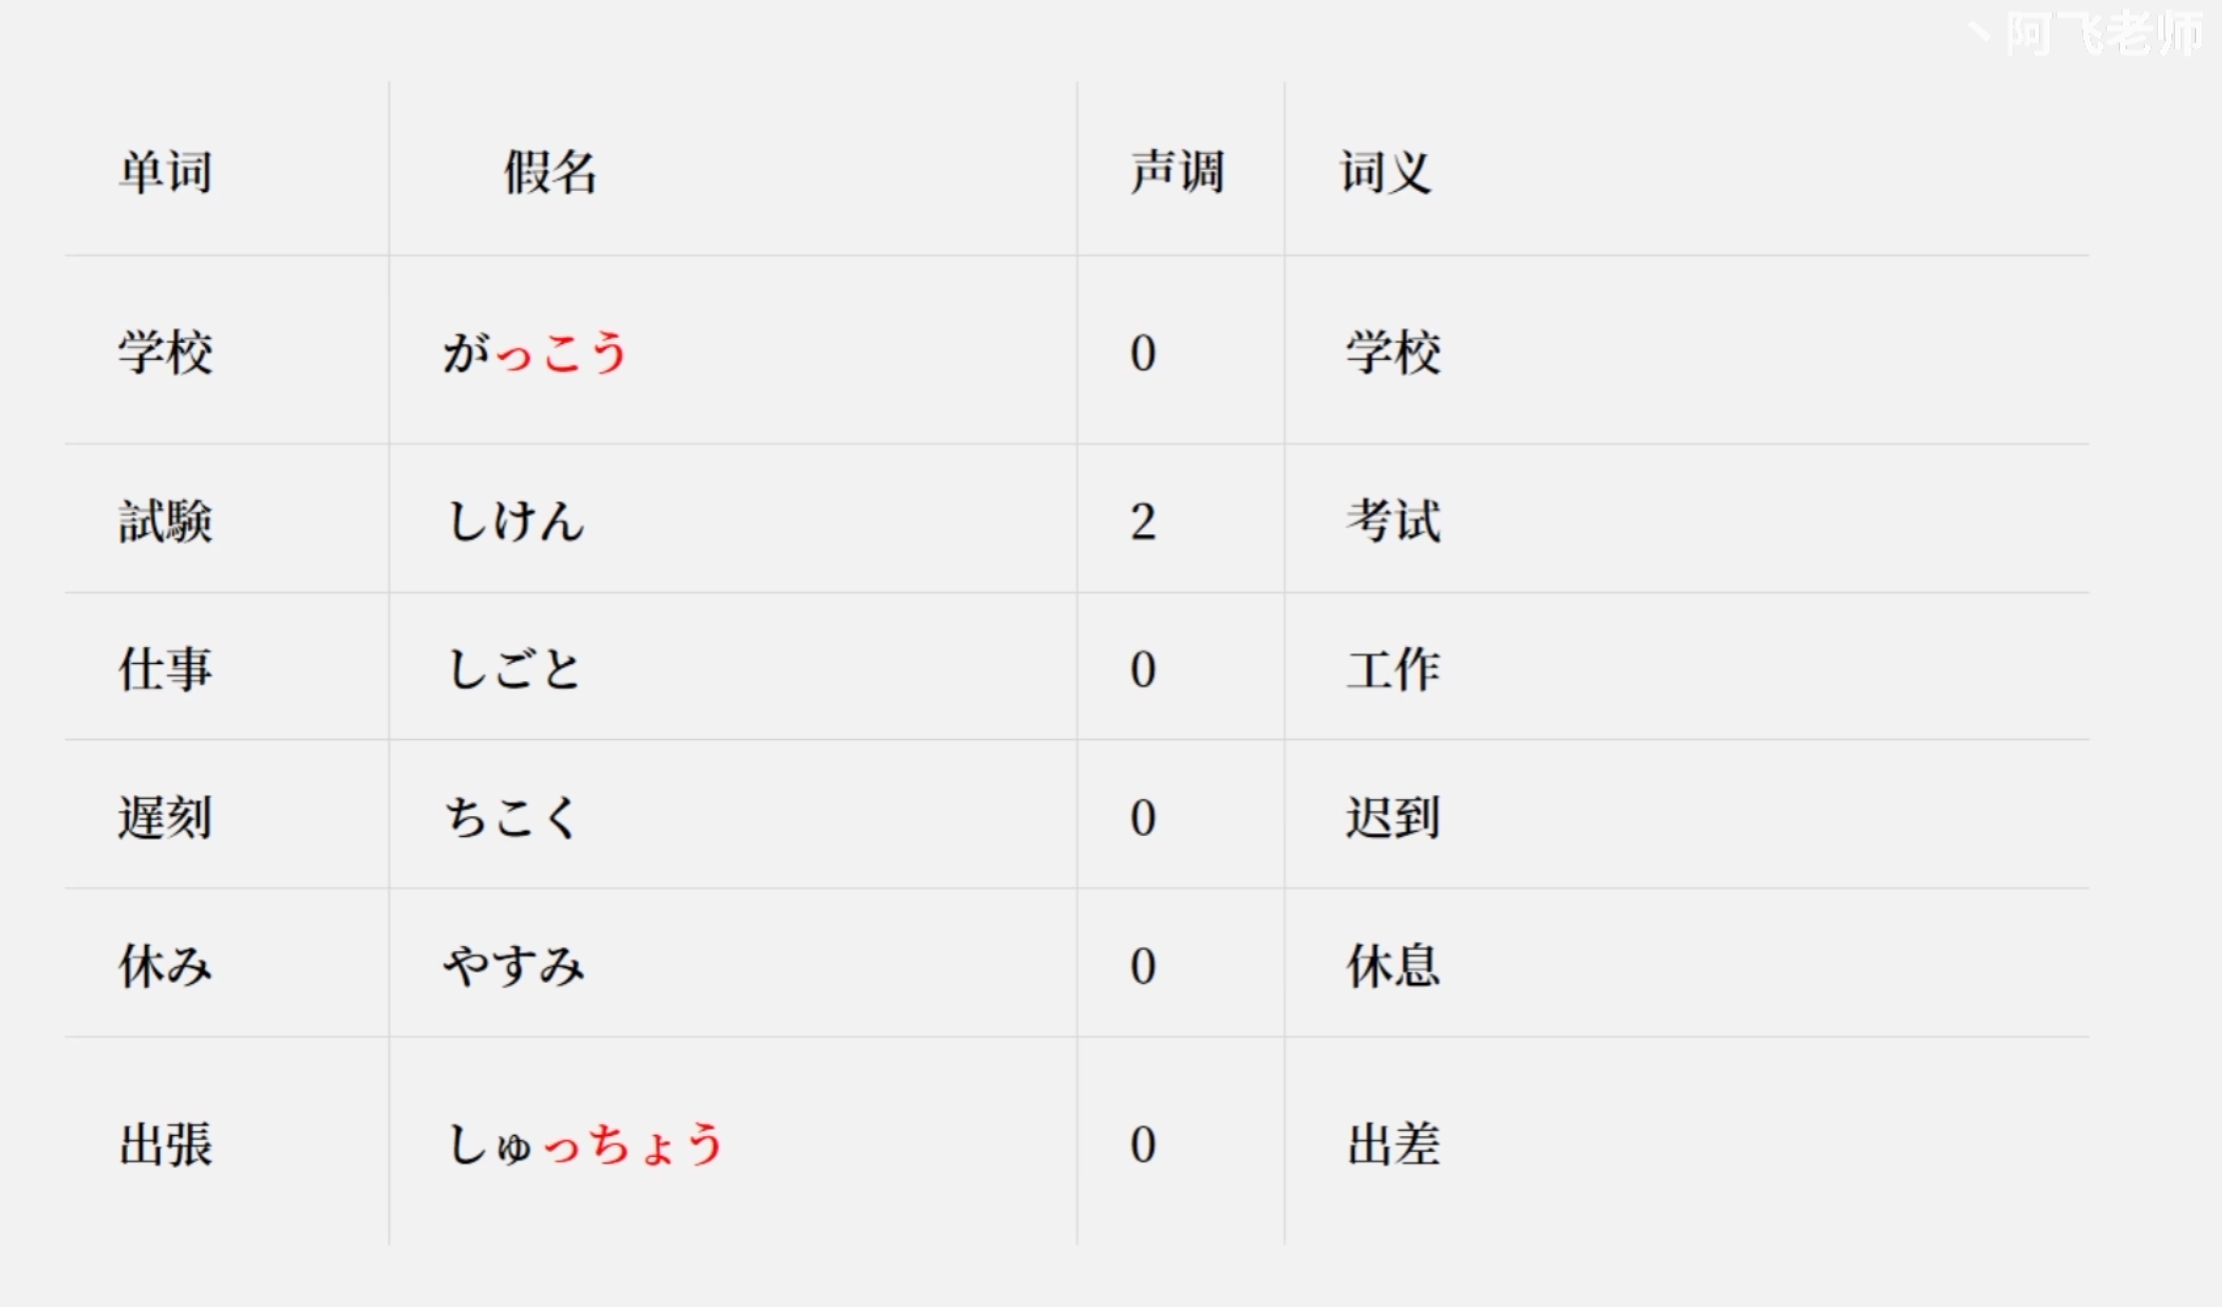 丶阿飞老师
单词 假名 声调 词义
学校 がっこう 0 学校
試験 しけん 2 考试
仕事 しごと 0 工作
遅刻 ちこく 0 迟到
休み やすみ 0 休息
出張 しゅっちょう 0 出差